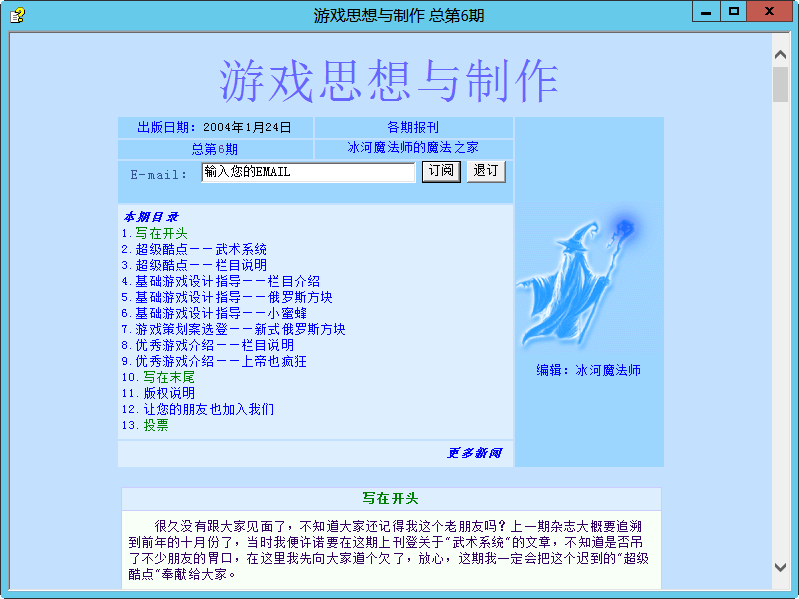 游戏思想与制作 总第6期
游戏思想与制作
出版日期：2004年1月24日
各期报刊
总第6期
冰河魔法师的魔法之家
E-mail：
输入您的EMAIL
订阅
退订
本期目录
1.写在开头
2.超级酷点－－武术系统
3.超级酷点－－栏目说明
4.基础游戏设计指导－－栏目介绍
5.基础游戏设计指导－－俄罗斯方块
6.基础游戏设计指导－－小蜜蜂
7.游戏策划案选登－－新式俄罗斯方块
8.优秀游戏介绍－－栏目说明
9.优秀游戏介绍－－上帝也疯狂
10.写在末尾
11.版权说明
12.让您的朋友也加入我们
13.投票
更多新闻
编辑：冰河魔法师
写在开头
很久没有跟大家见面了，不知道大家还记得我这个老朋友吗？上一期杂志大概要追溯
到前年的十月份了，当时我便许诺要在这期上刊登关于“武术系统”的文章，不知道是否吊
了不少朋友的胃口，在这里我先向大家道个欠了，放心，这期我一定会把这个迟到的“超级
酷点”奉献给大家。